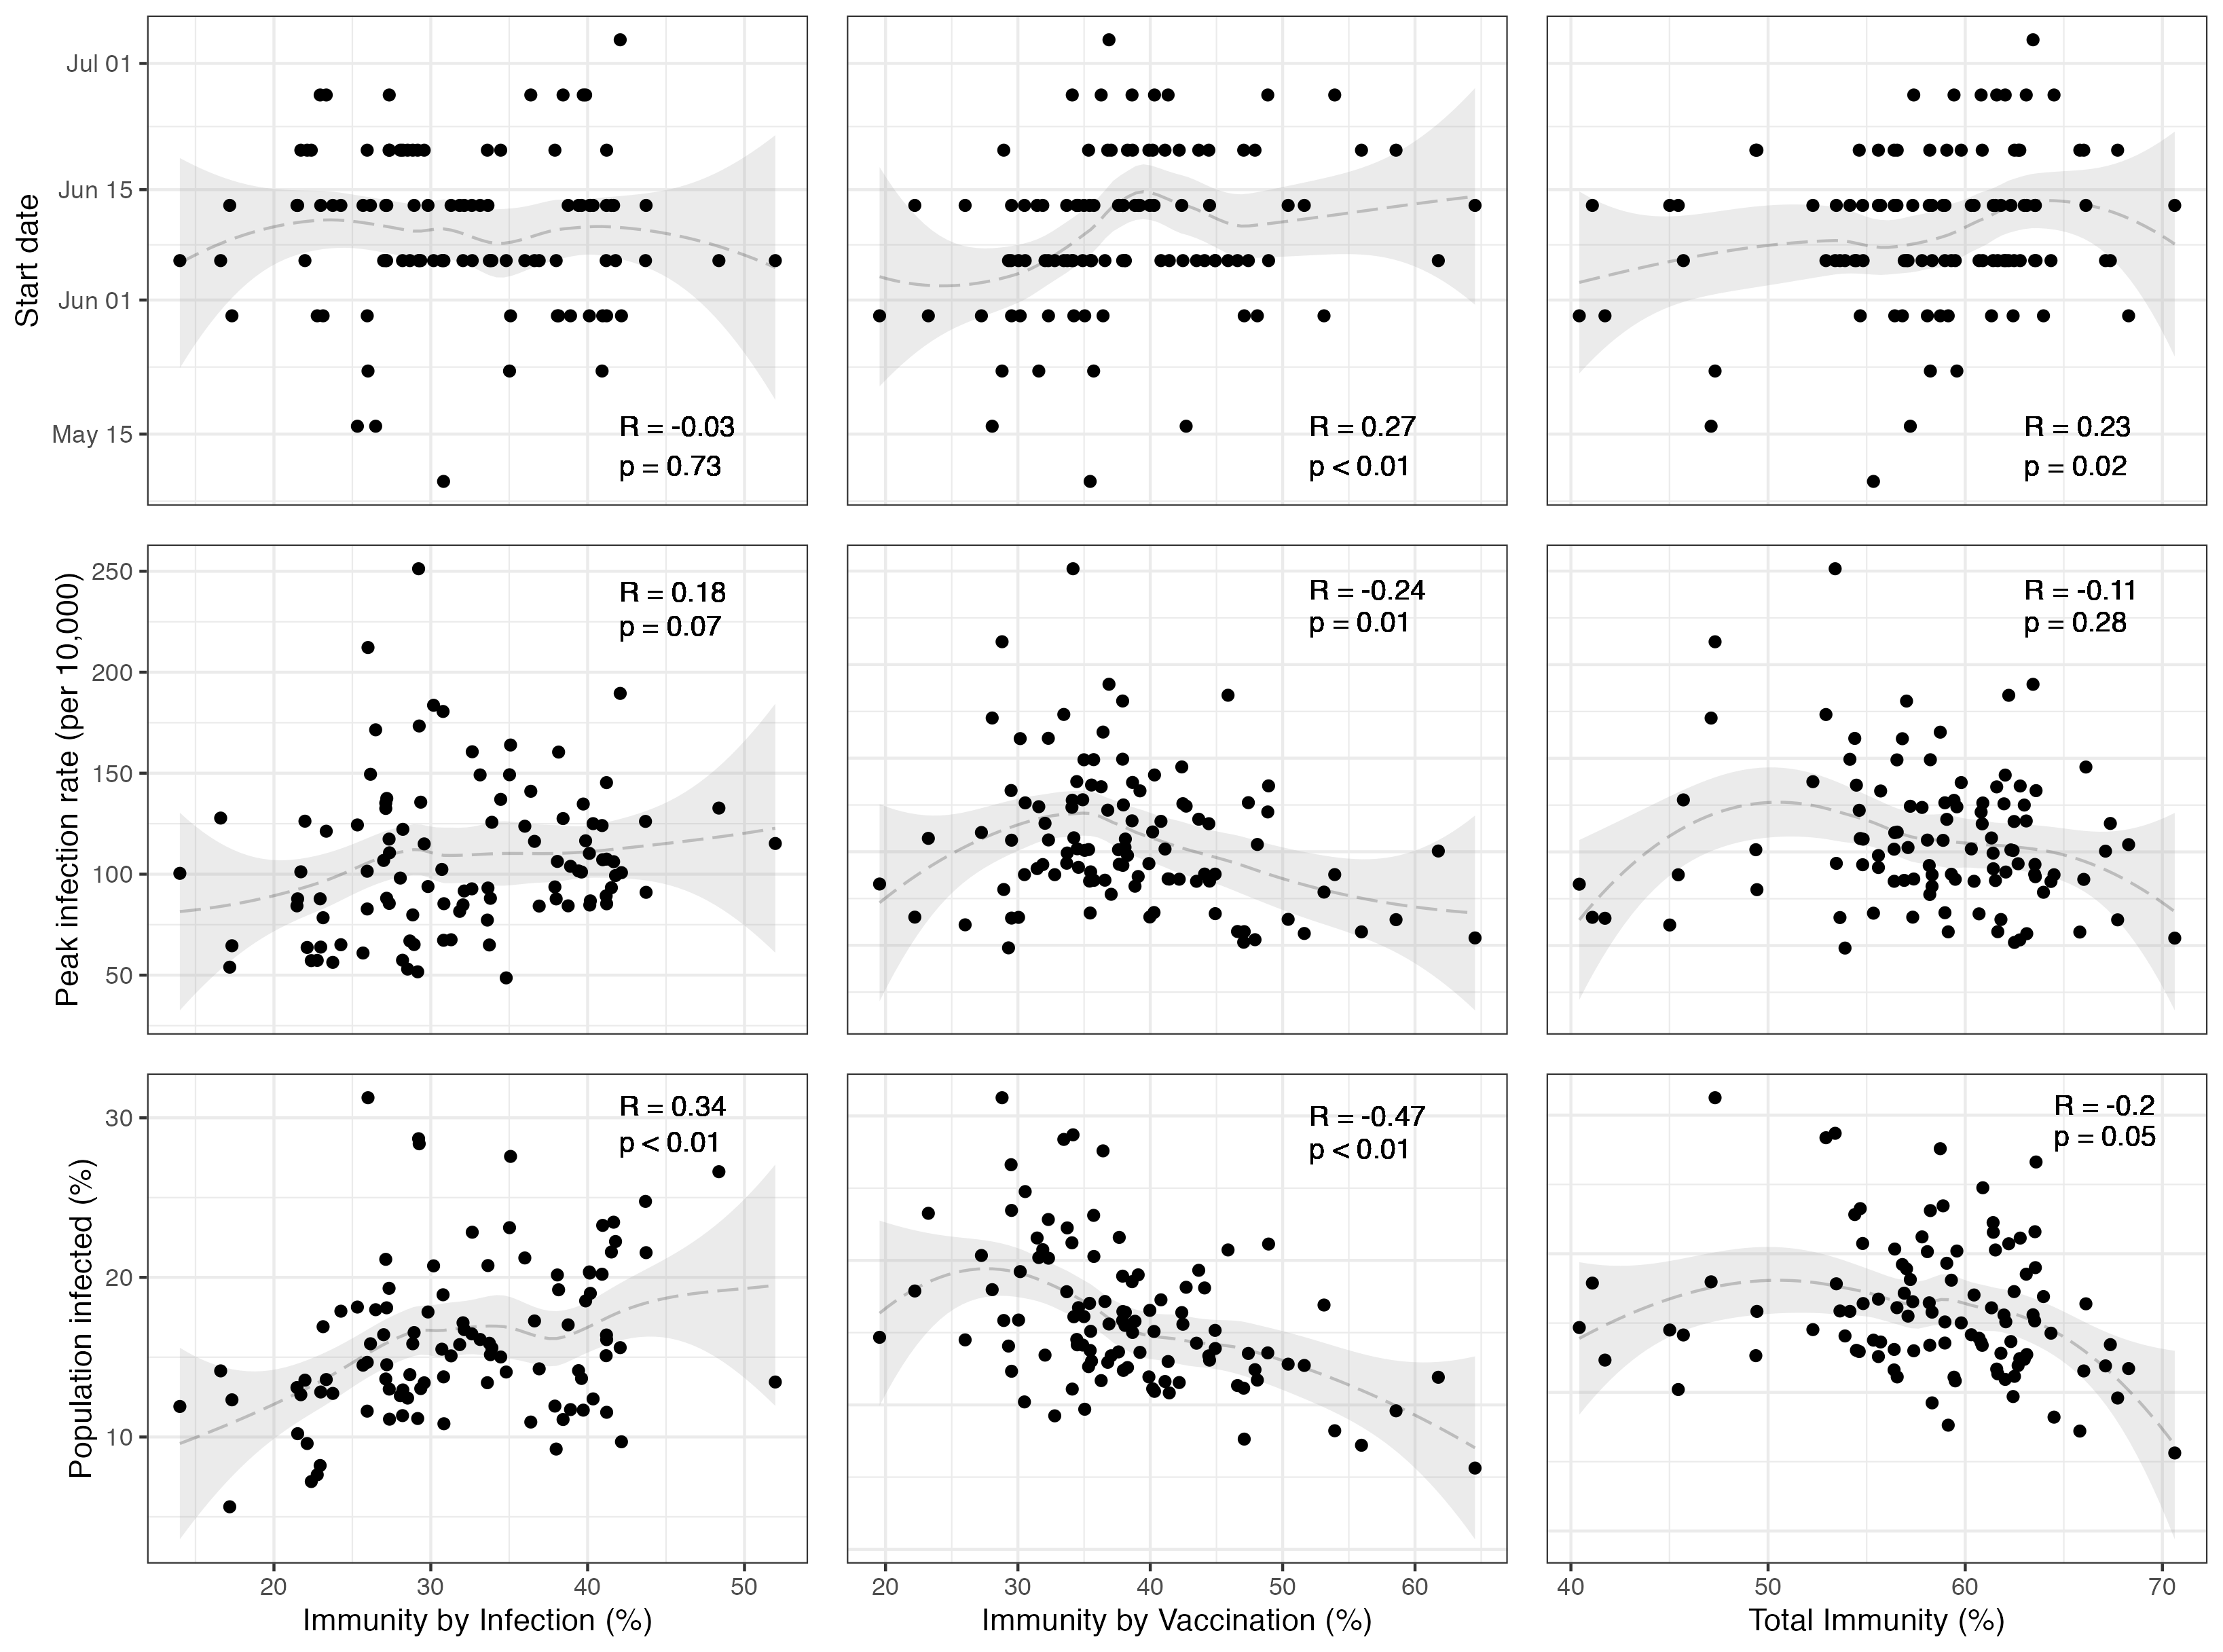 Start date
Jul 01
Jun 15
Jun 01
May 15
R = -0.03
p = 0.73
R = 0.27
p < 0.01
R = 0.23
p = 0.02
Peak infection rate (per 10,000)
250
200
150
100
50
R = 0.18
p = 0.07
R = -0.24
p = 0.01
R = -0.11
p = 0.28
Population infected (%)
30
20
10
R = 0.34
p < 0.01
R = -0.47
p < 0.01
R = -0.2
p = 0.05
20 30 40 50
20 30 40 50 60
40 50 60 70
Immunity by Infection (%)
Immunity by Vaccination (%)
Total Immunity (%)